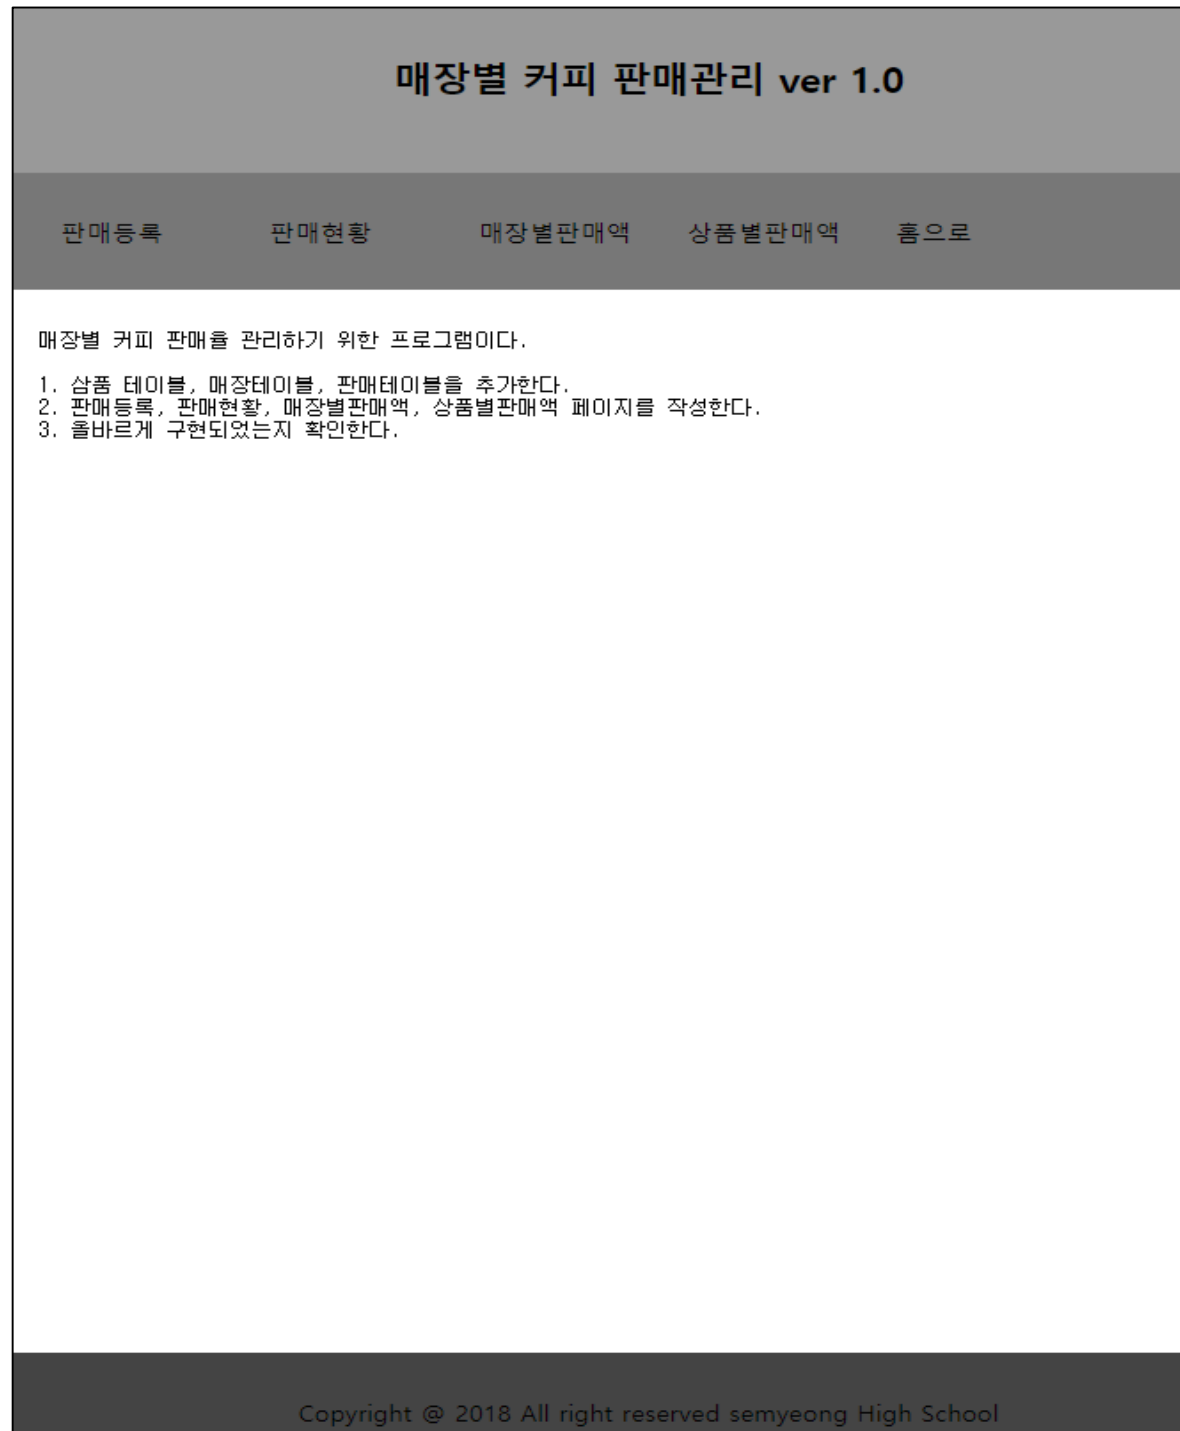 매장별 커피 판매관리 ver 1.0
판매등록 판매현황 매장별판매액 상품별판매액 홈으로
매장별 커피 판매율 관리하기 위한 프로그램이다.
1. 삼품 테이블, 매장테이블, 판매테이블을 추가한다.
2. 판매등록, 판매현황, 매장별판매액, 상품별판매액 페이지를 작성한다.
3. 올바르게 구현되었는지 확인한다.
Copyright @ 2018 All right reserved semyeong High School